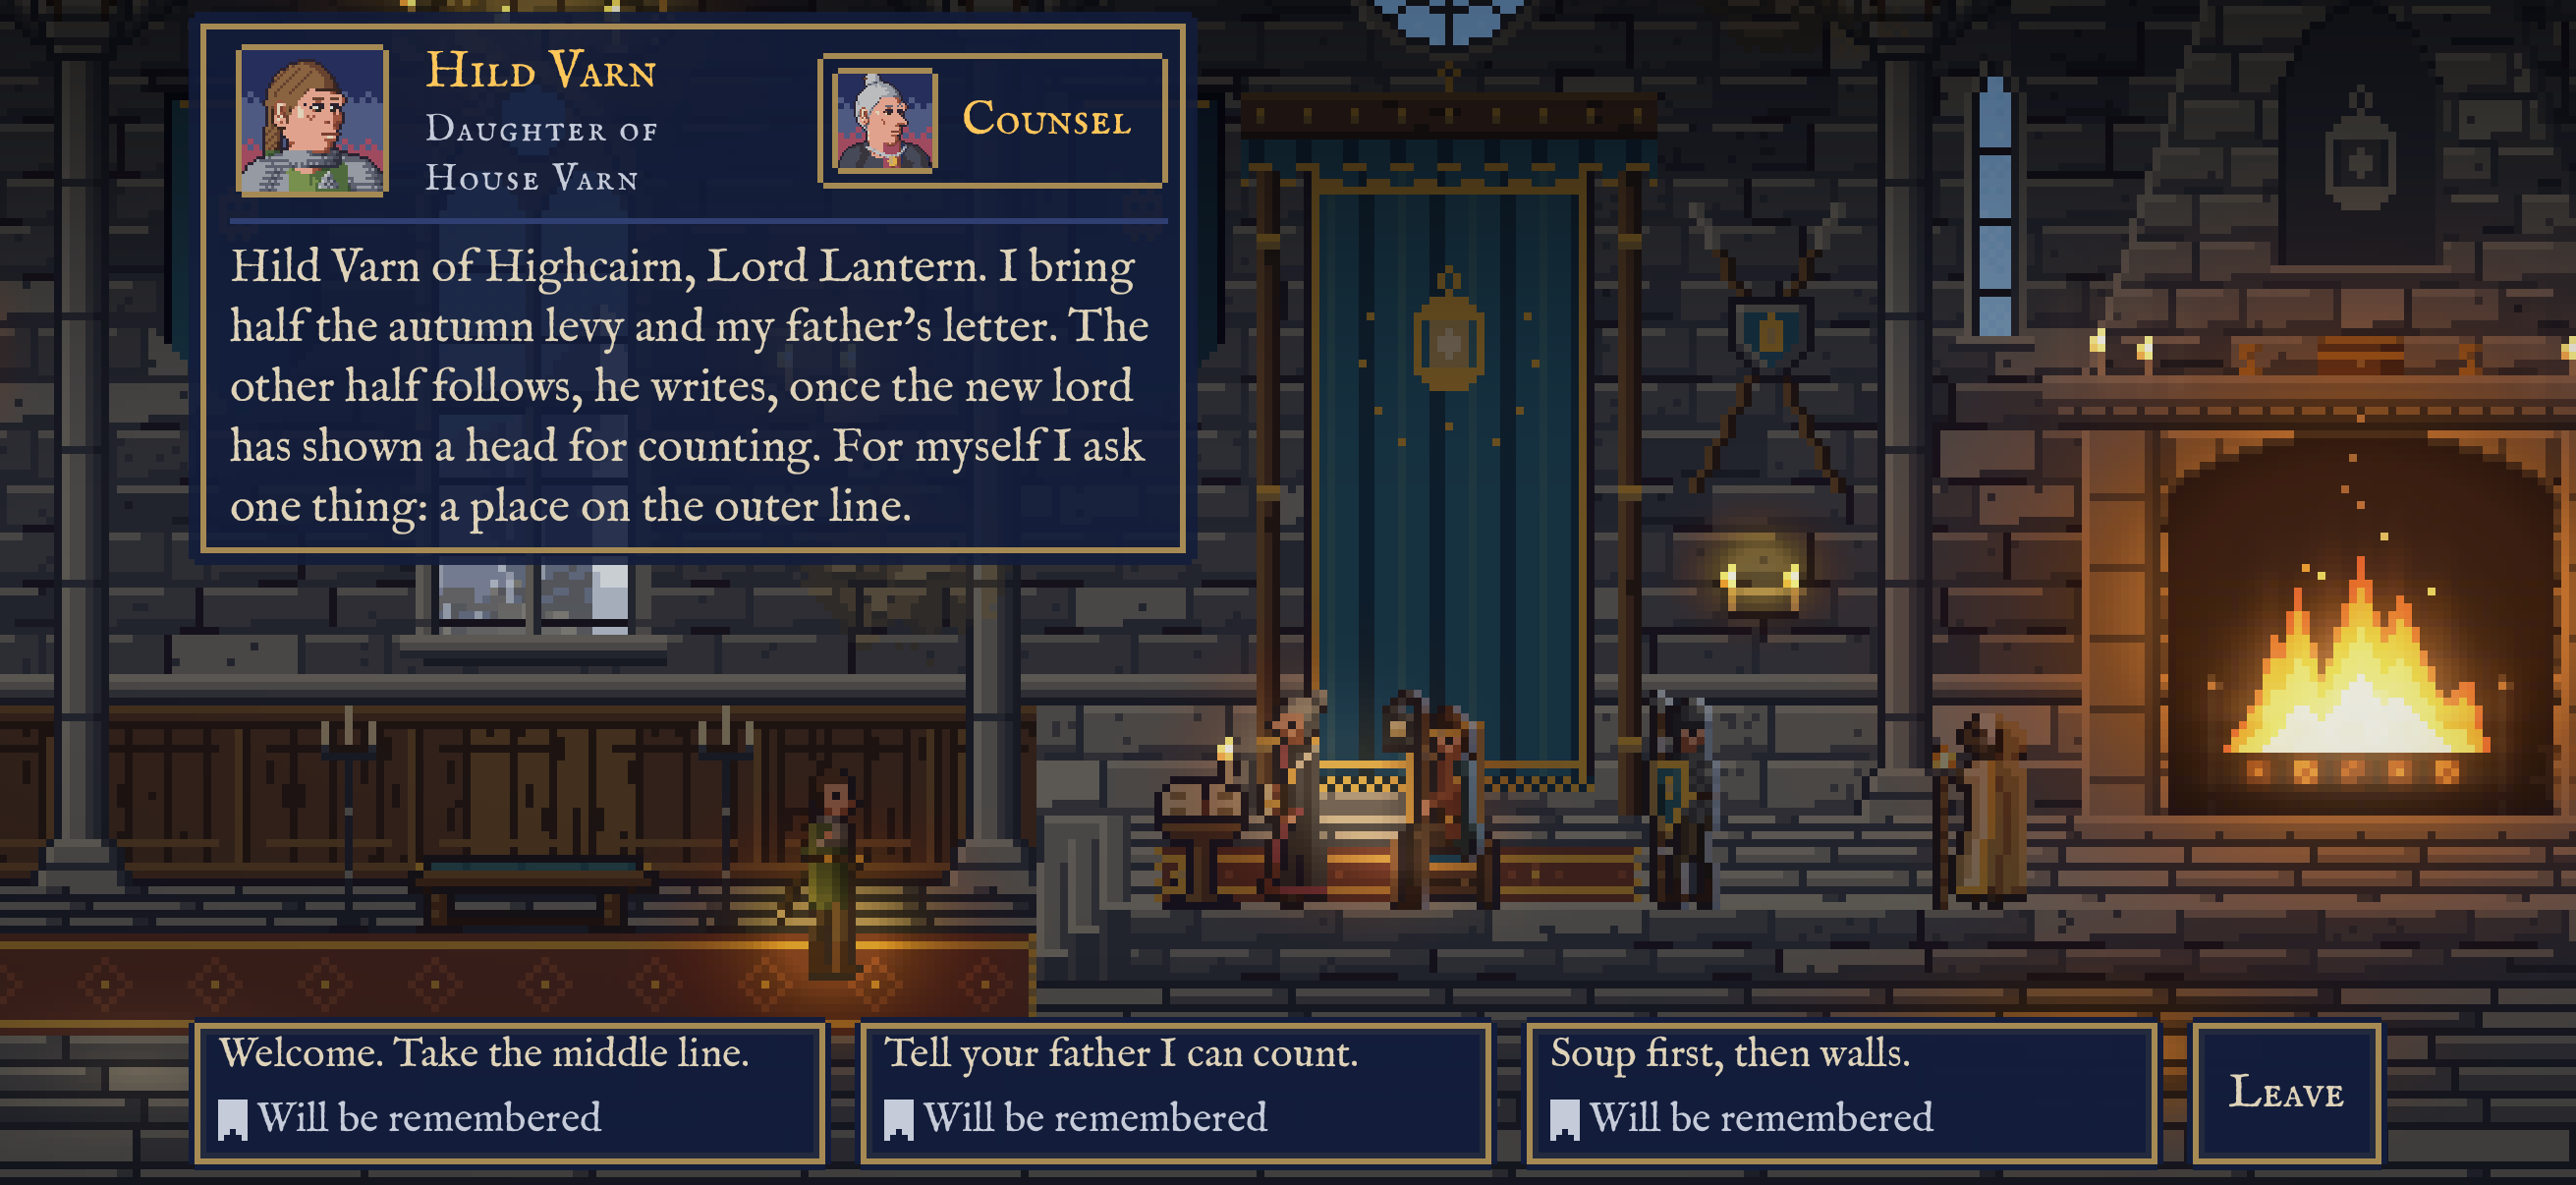 Hild Varn
Daughter of
House Varn
Counsel
Hild Varn of Highcairn, Lord Lantern. I bring
half the autumn levy and my father’s letter. The
other half follows, he writes, once the new lord
has shown a head for counting. For myself I ask
one thing: a place on the outer line.
Welcome. Take the middle line.
Will be remembered
Tell your father I can count.
Will be remembered
Soup first, then walls.
Will be remembered
Leave